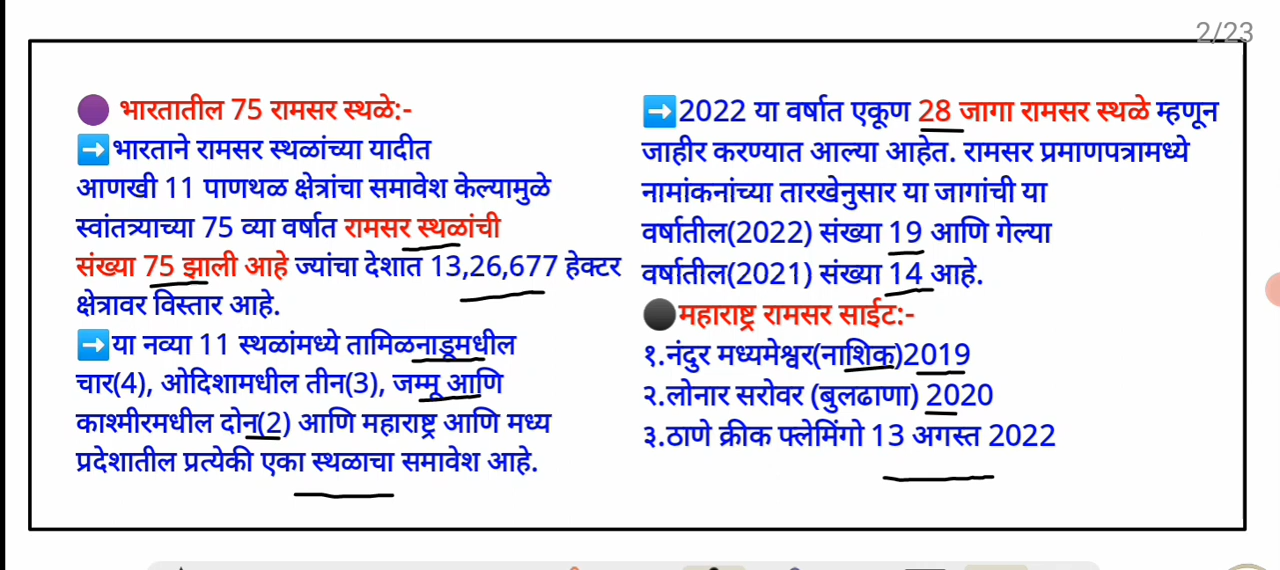 2/23
भारतातील 75 रामसर स्थळे:-
भारताने रामसर स्थळांच्या यादीत
आणखी 11 पाणथळ क्षेत्रांचा समावेश केल्यामुळे
स्वांतत्र्याच्या 75 व्या वर्षात रामसर स्थळांची
संख्या 75 झाली आहे ज्यांचा देशात 13,26,677 हेक्टर
क्षेत्रावर विस्तार आहे.
या नव्या 11 स्थळांमध्ये तामिळनाडूमधील
चार(4), ओदिशामधील तीन(3), जम्मू आणि
काश्मीरमधील दोन(2) आणि महाराष्ट्र आणि मध्य
प्रदेशातील प्रत्येकी एका स्थळाचा समावेश आहे.
2022 या वर्षात एकूण 28 जागा रामसर स्थळे म्हणून
जाहीर करण्यात आल्या आहेत. रामसर प्रमाणपत्रामध्ये
नामांकनांच्या तारखेनुसार या जागांची या
वर्षातील(2022) संख्या 19 आणि गेल्या
वर्षातील(2021) संख्या 14 आहे.
महाराष्ट्र रामसर साईट:-
१.नंदुर मध्यमेश्वर(नाशिक)2019
२.लोनार सरोवर (बुलढाणा) 2020
३.ठाणे क्रीक फ्लेमिंगो 13 अगस्त 2022